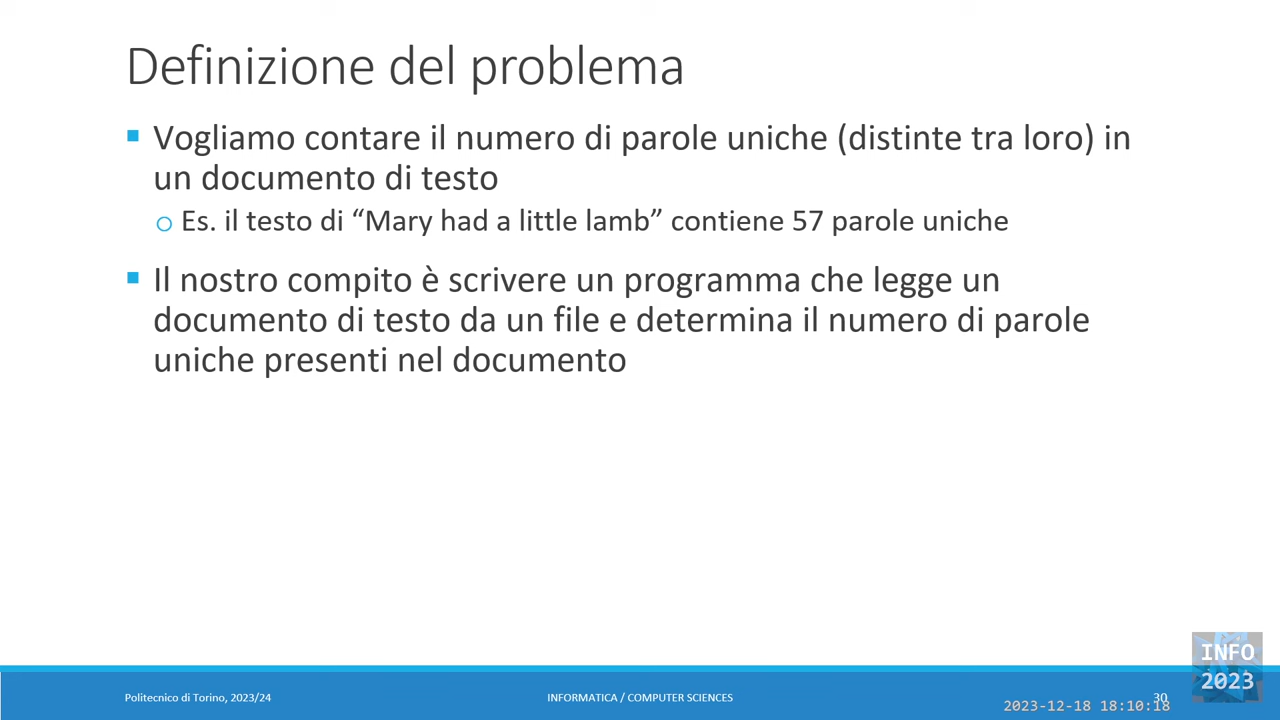 Definizione del problema
Vogliamo contare il numero di parole uniche (distinte tra loro) in
un documento di testo
Es. il testo di “Mary had a little lamb” contiene 57 parole uniche
Il nostro compito è scrivere un programma che legge un
documento di testo da un file e determina il numero di parole
uniche presenti nel documento
INFO
2023
Politecnico di Torino, 2023/24
INFORMATICA / COMPUTER SCIENCES
30
2023-12-18 18:10:18